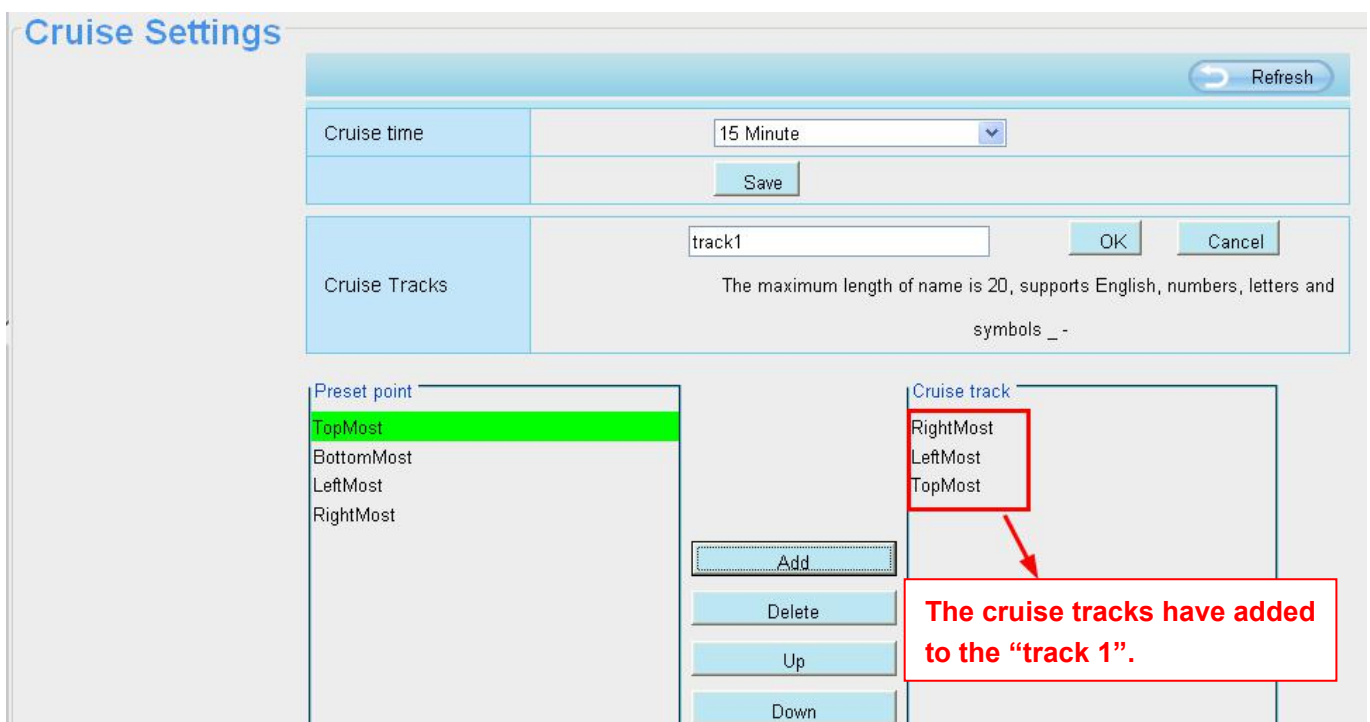 Cruise Settings
Refresh
Cruise time
15 Minute
Save
track1
OK
Cancel
Cruise Tracks
The maximum length of name is 20, supports English, numbers, letters and
symbols _ -
Preset point
TopMost
BottomMost
LeftMost
RightMost
Add
Delete
Up
Down
Cruise track
RightMost
LeftMost
TopMost
The cruise tracks have added
to the “track 1”.